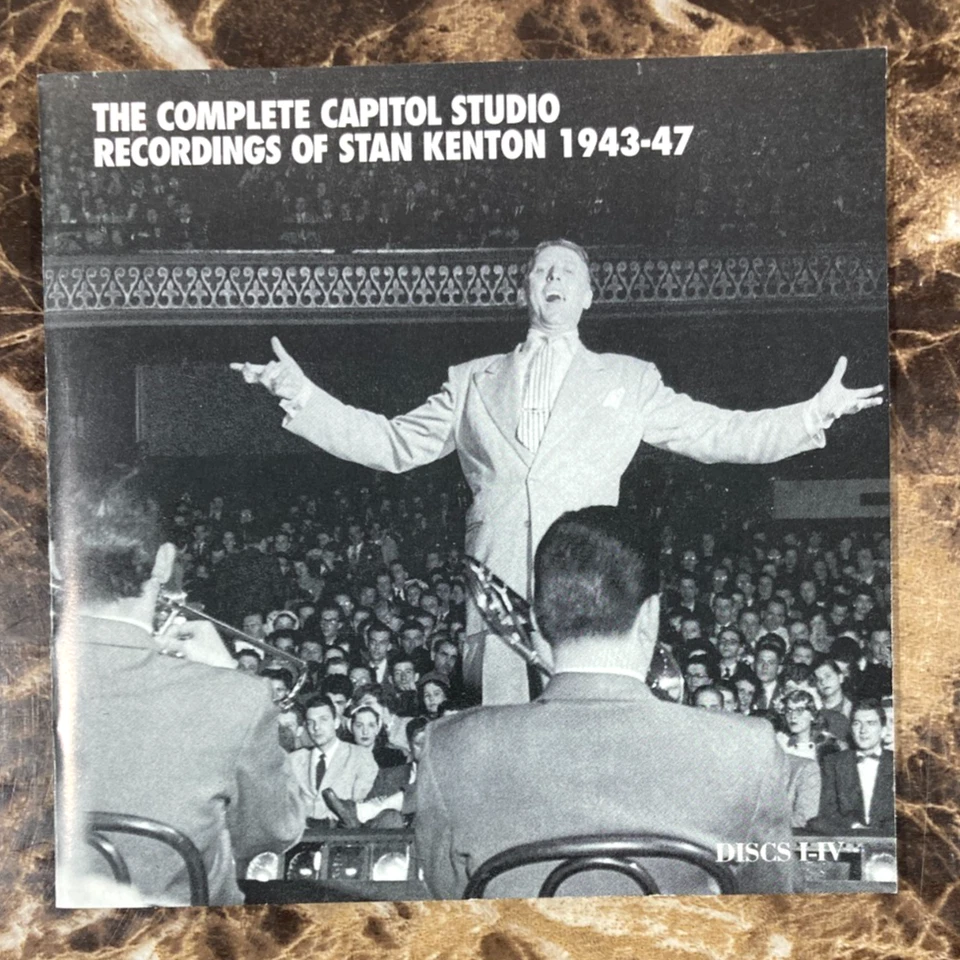 THE COMPLETE CAPITOL STUDIO
RECORDINGS OF STAN KENTON 1943-47
DISCS I-IV